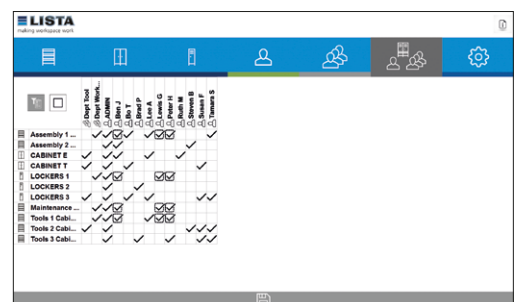 LISTA
making workspace work
Dept Tool
Dept Work...
ADMIN
Ben J
Bo T
Brad P
Lee A
Lewis G
Peter H
Ruth M
Steven B
Susan F
Tamara S
Assembly 1 ...
Assembly 2 ...
CABINET E
CABINET T
LOCKERS 1
LOCKERS 2
LOCKERS 3
Maintenance ...
Tools 1 Cabi...
Tools 2 Cabi...
Tools 3 Cabi...